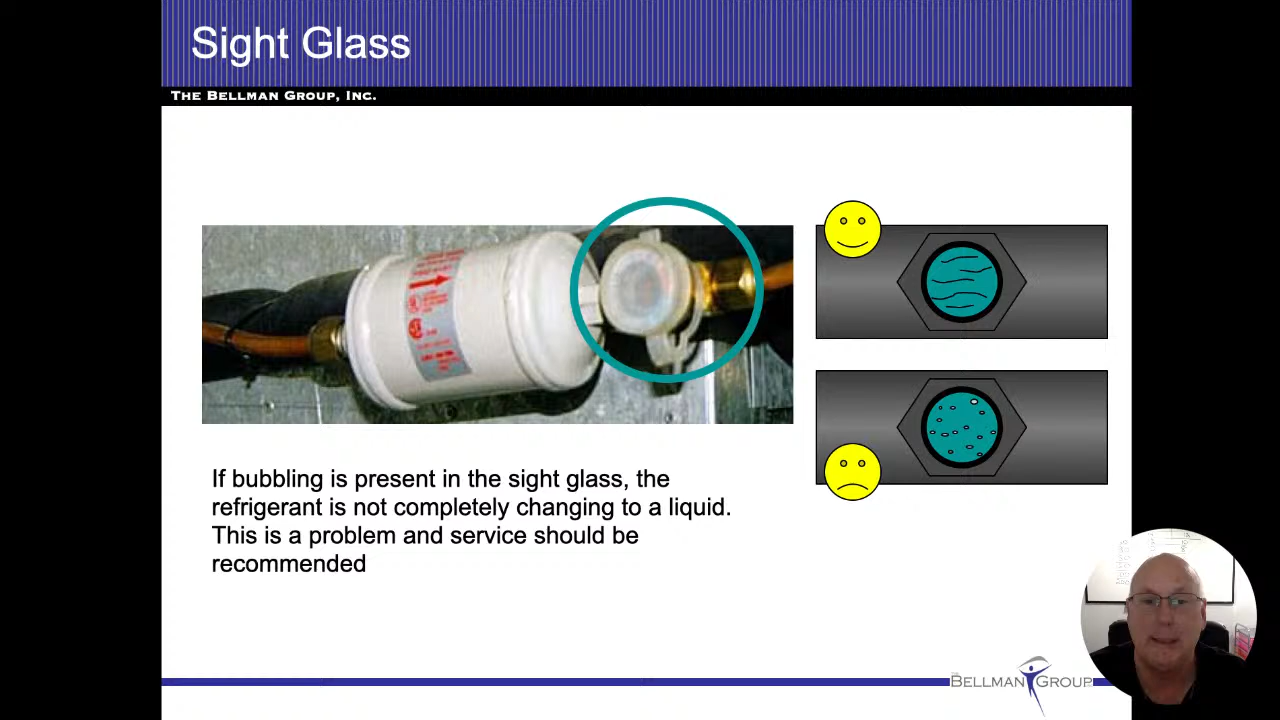 Sight Glass
THE BELLMAN GROUP, INC.
If bubbling is present in the sight glass, the
refrigerant is not completely changing to a liquid.
This is a problem and service should be
recommended
THE
BELLMAN GROUP